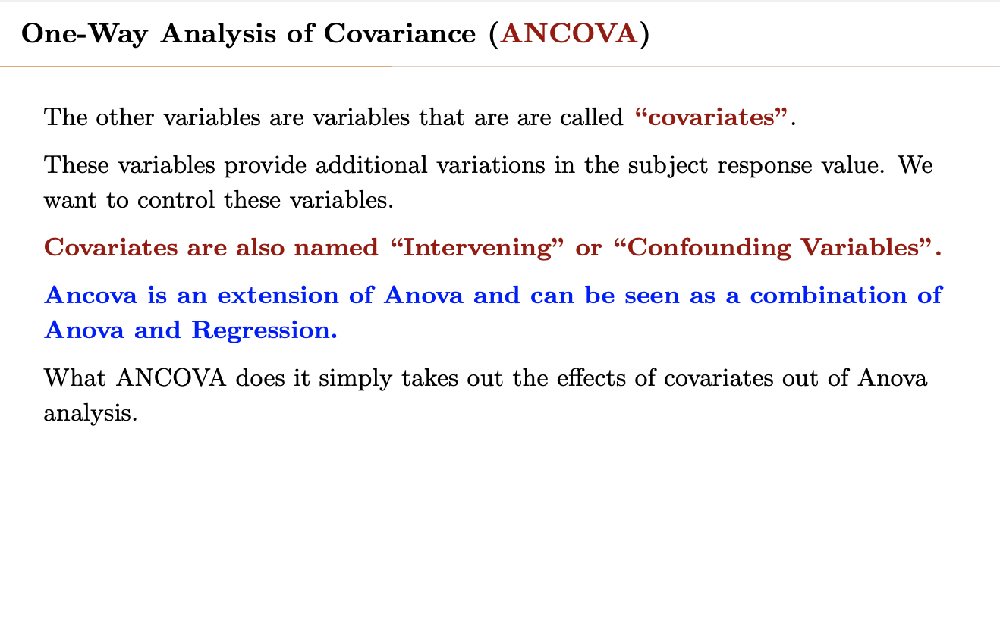 One-Way Analysis of Covariance (ANCOVA)
The other variables are variables that are are called “covariates”.
These variables provide additional variations in the subject response value. We
want to control these variables.
Covariates are also named “Intervening” or “Confounding Variables”.
Ancova is an extension of Anova and can be seen as a combination of
Anova and Regression.
What ANCOVA does it simply takes out the effects of covariates out of Anova
analysis.